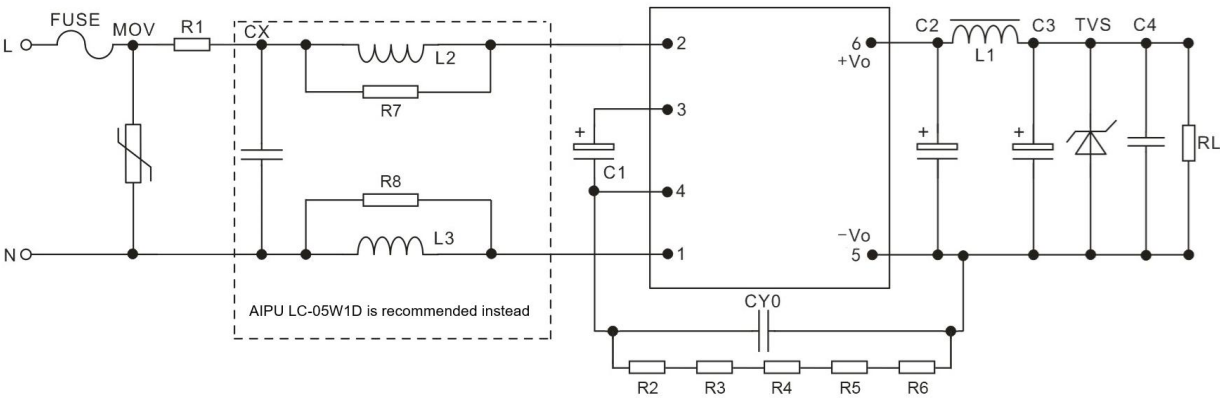 FUSE
L
MOV
R1
CX
L2
R7
R8
L3
N
AIPU LC-05W1D is recommended instead
+
C1
2
3
4
1
6
+Vo
−Vo
5
C2
L1
C3
TVS
C4
+
+
RL
CY0
R2
R3
R4
R5
R6